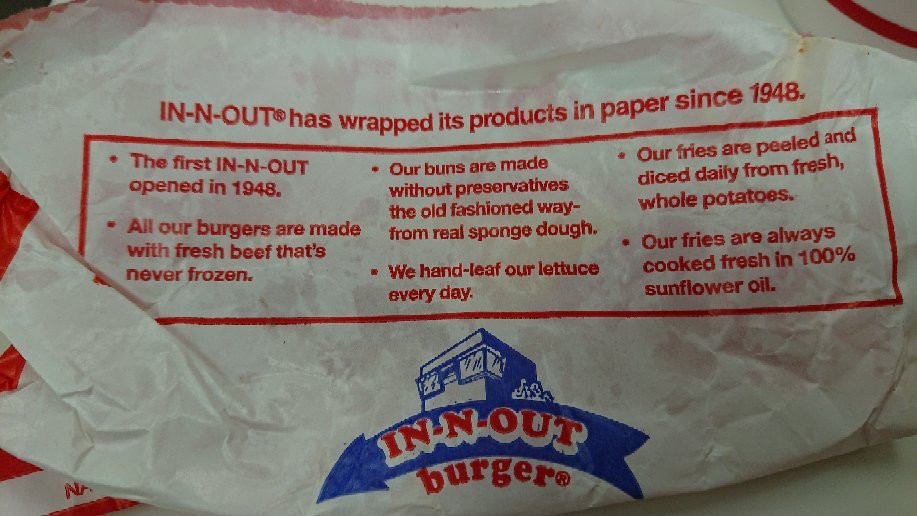 IN-N-OUT® has wrapped its products in paper since 1948.
• The first IN-N-OUT
opened in 1948.
• All our burgers are made
with fresh beef that's
never frozen.
• Our buns are made
without preservatives
the old fashioned way-
from real sponge dough.
• We hand-leaf our lettuce
every day.
• Our fries are peeled and
diced daily from fresh,
whole potatoes.
• Our fries are always
cooked fresh in 100%
sunflower oil.
IN-N-OUT
burger®